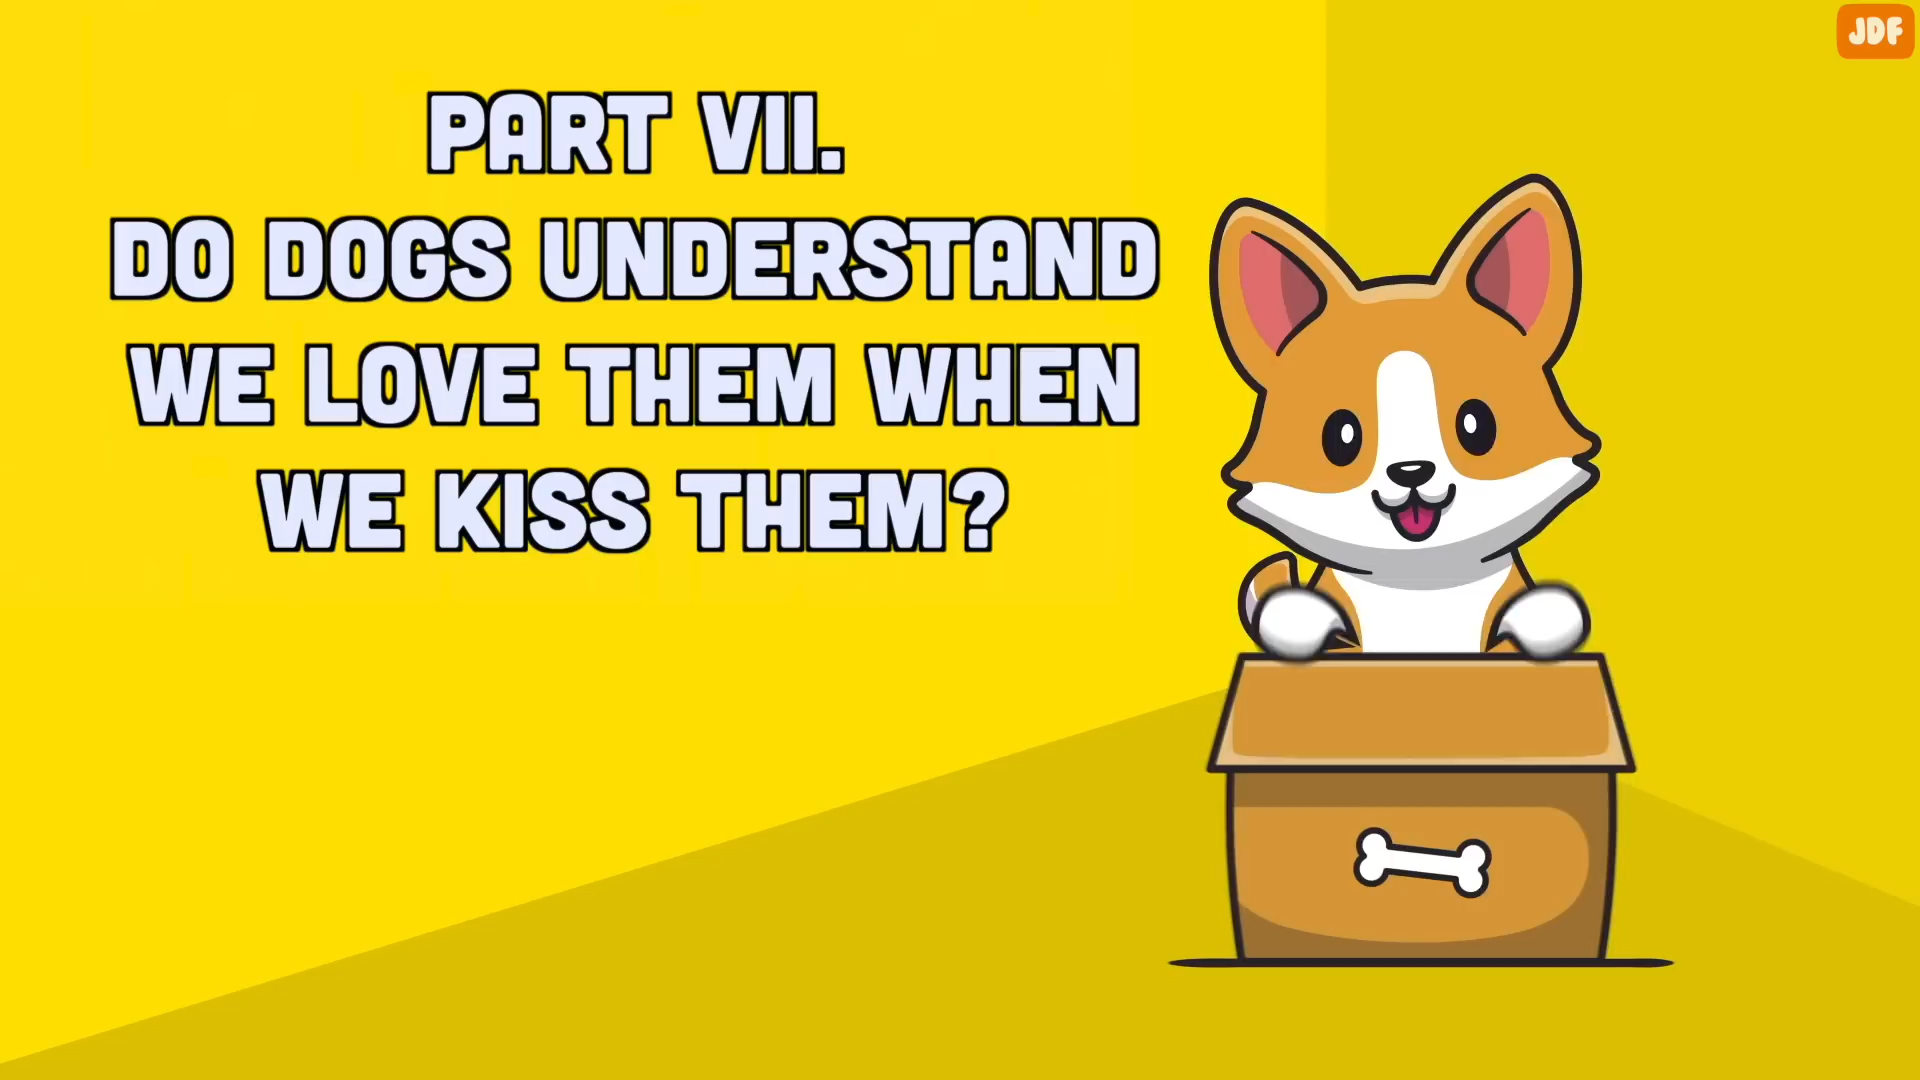 PART VII.
DO DOGS UNDERSTAND
WE LOVE THEM WHEN
WE KISS THEM?
JDF